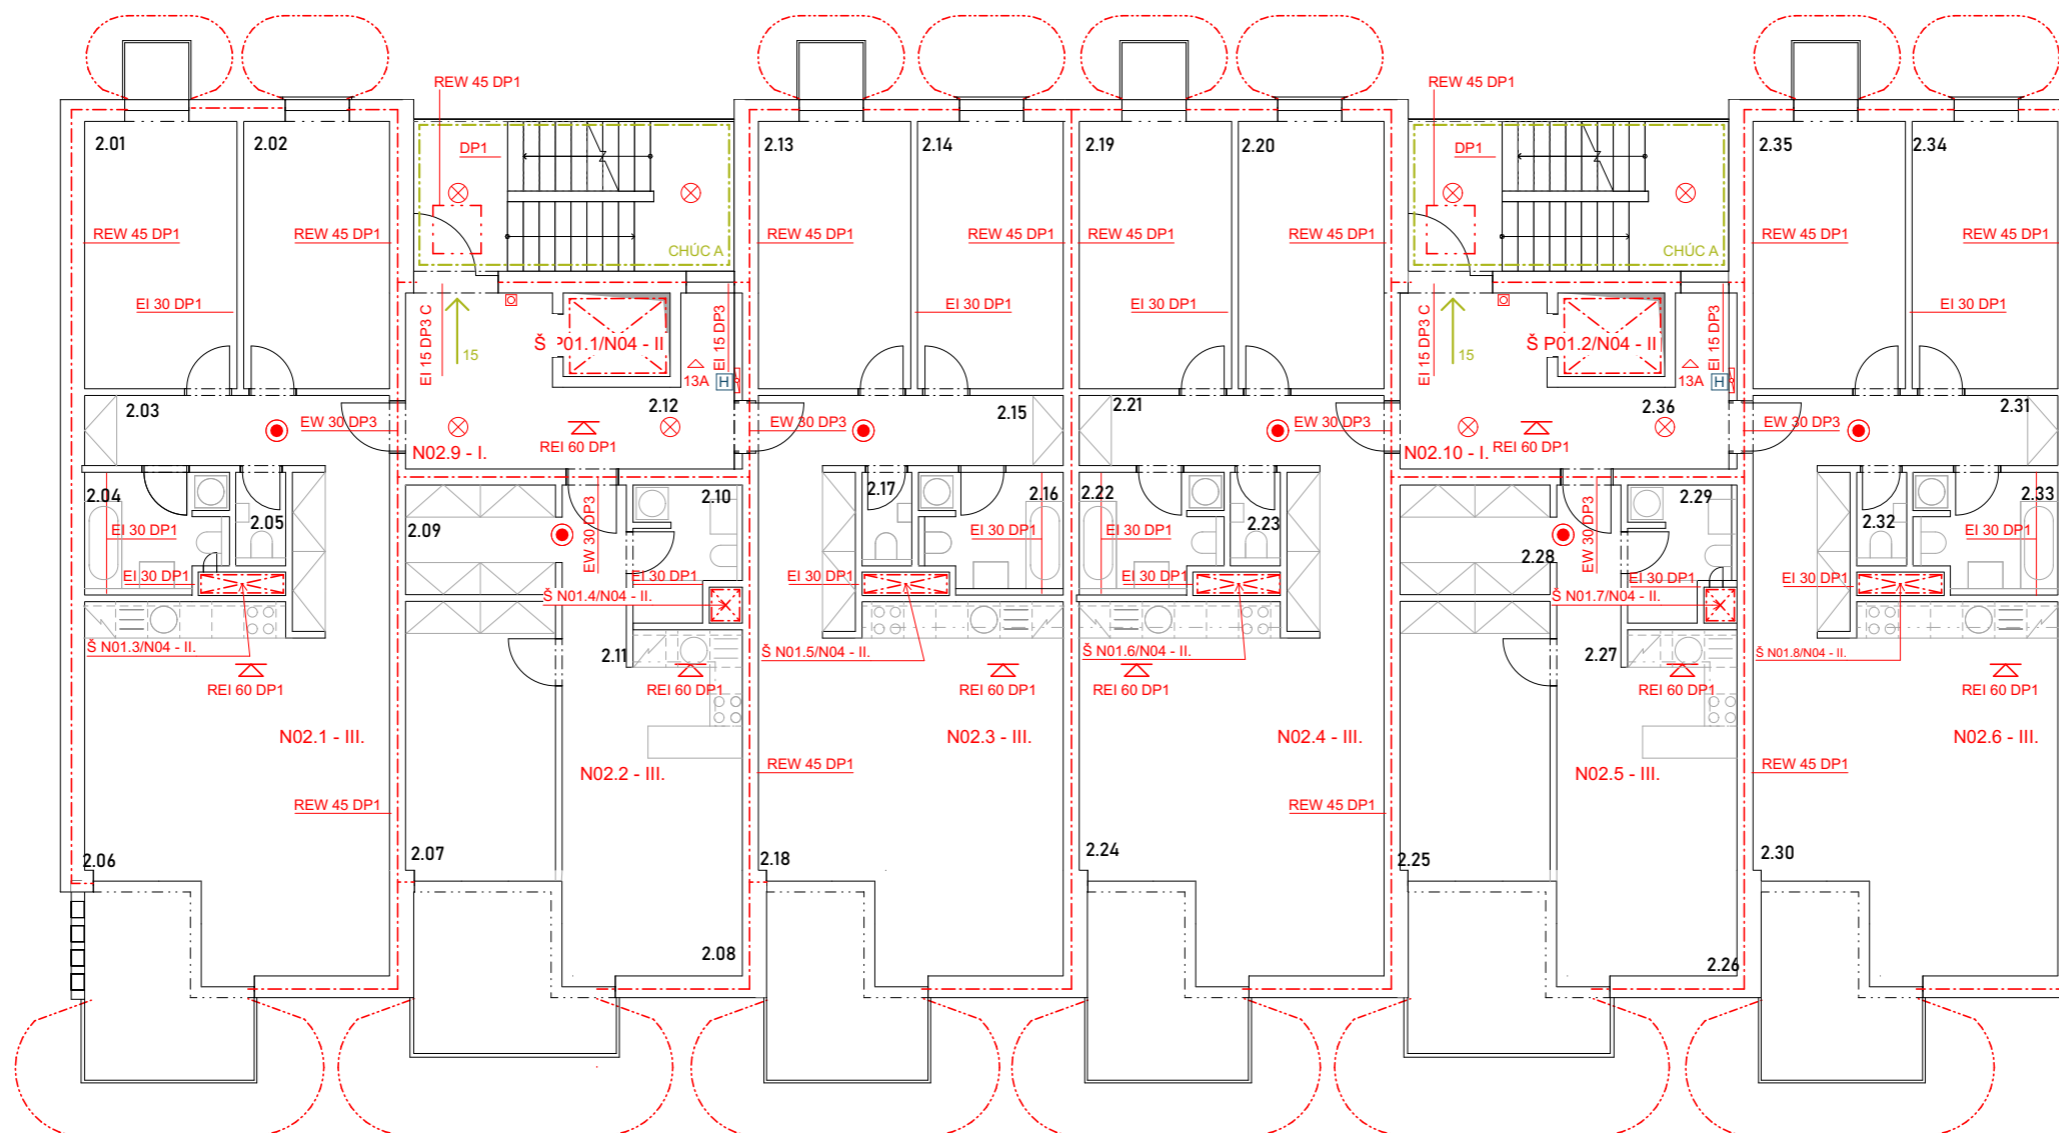 REW 45 DP1
REW 45 DP1
2.01
2.02
DP1
2.13
2.14
2.19
2.20
DP1
2.35
2.34
REW 45 DP1
REW 45 DP1
CHÚC A
REW 45 DP1
REW 45 DP1
REW 45 DP1
REW 45 DP1
CHÚC A
REW 45 DP1
REW 45 DP1
EI 30 DP1
EI 30 DP1
EI 30 DP1
EI 30 DP1
EI 15 DP3 C
15
Š P01.1/N04 - II
EI 15 DP3
13A
H
EI 15 DP3 C
15
Š P01.2/N04 - II
EI 15 DP3
13A
H
2.03
EW 30 DP3
2.12
EW 30 DP3
2.15
2.21
EW 30 DP3
2.36
EW 30 DP3
2.31
N02.9 - I.
REI 60 DP1
N02.10 - I.
REI 60 DP1
2.04
2.05
2.09
EW 30 DP3
2.10
2.17
2.16
2.22
2.23
2.28
EW 30 DP3
2.29
2.32
2.33
EI 30 DP1
EI 30 DP1
EI 30 DP1
EI 30 DP1
EI 30 DP1
EI 30 DP1
EI 30 DP1
EI 30 DP1
EI 30 DP1
EI 30 DP1
Š N01.4/N04 - II.
Š N01.7/N04 - II.
Š N01.3/N04 - II.
2.11
Š N01.5/N04 - II.
Š N01.6/N04 - II.
2.27
Š N01.8/N04 - II.
REI 60 DP1
REI 60 DP1
REI 60 DP1
REI 60 DP1
REI 60 DP1
REI 60 DP1
N02.1 - III.
N02.2 - III.
N02.3 - III.
N02.4 - III.
N02.5 - III.
N02.6 - III.
REW 45 DP1
REW 45 DP1
REW 45 DP1
REW 45 DP1
2.06
2.07
2.18
2.24
2.25
2.30
2.08
2.26